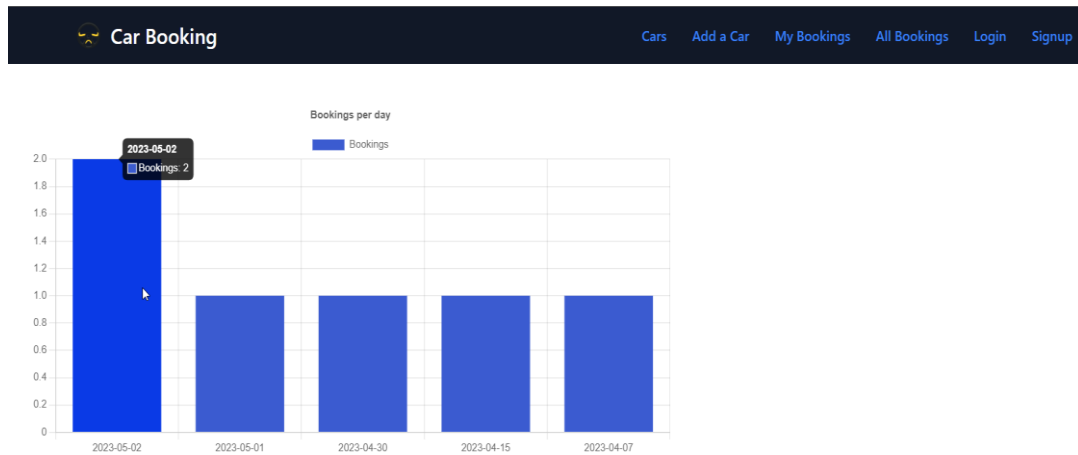 Car Booking
Cars Add a Car My Bookings All Bookings Login Signup
Bookings per day
Bookings
2023-05-02
Bookings: 2
2.0
1.8
1.6
1.4
1.2
1.0
0.8
0.6
0.4
0.2
0
2023-05-02 2023-05-01 2023-04-30 2023-04-15 2023-04-07